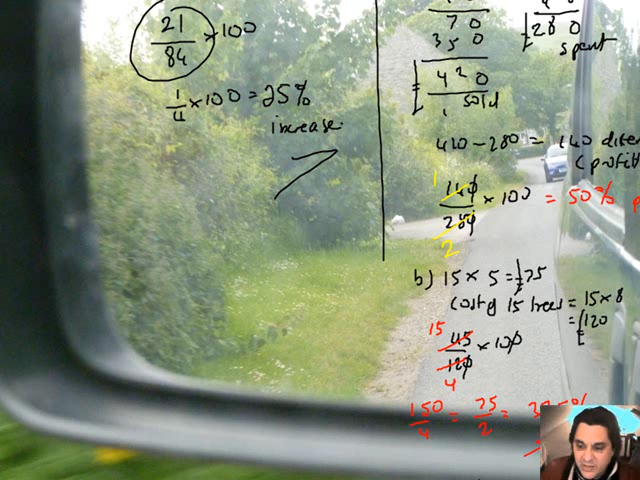 21
84
× 100
1/4 × 100 = 25%
increase
70
350
420
sold
280
spent
420 - 280 = 140
(profit
1
140
280
× 100 = 50% p
2
b) 15 × 5 = £75
Cost of 15 trees = 15 × 8
= £120
15
45
120
× 100
4
150/4 = 75/2 =